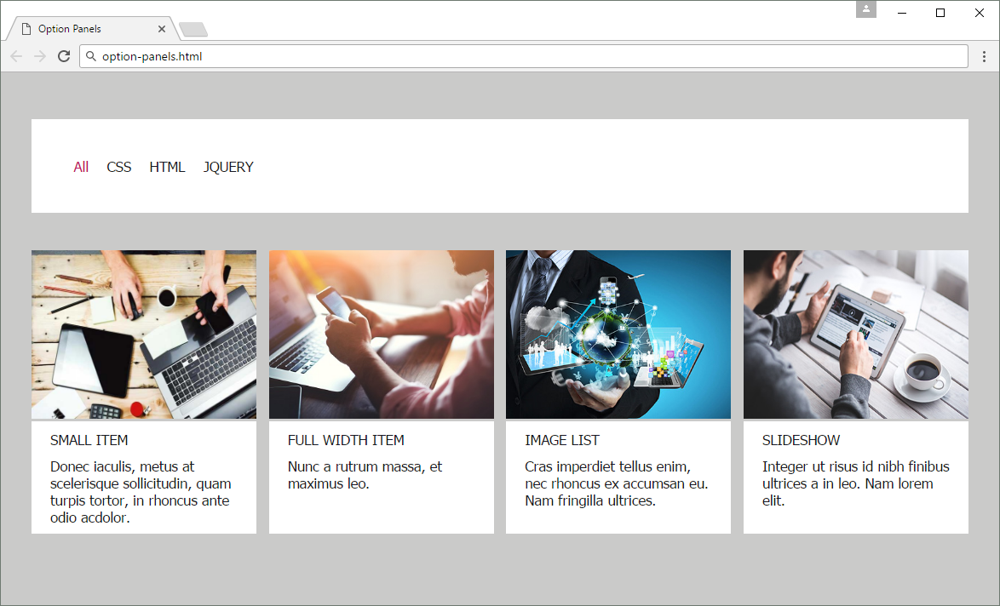 Option Panels
option-panels.html
All CSS HTML JQUERY
SMALL ITEM
Donec iaculis, metus at
scelerisque sollicitudin, quam
turpis tortor, in rhoncus ante
odio acdolor.
FULL WIDTH ITEM
Nunc a rutrum massa, et
maximus leo.
IMAGE LIST
Cras imperdiet tellus enim,
nec rhoncus ex accumsan eu.
Nam fringilla ultrices.
SLIDESHOW
Integer ut risus id nibh finibus
ultrices a in leo. Nam lorem
elit.